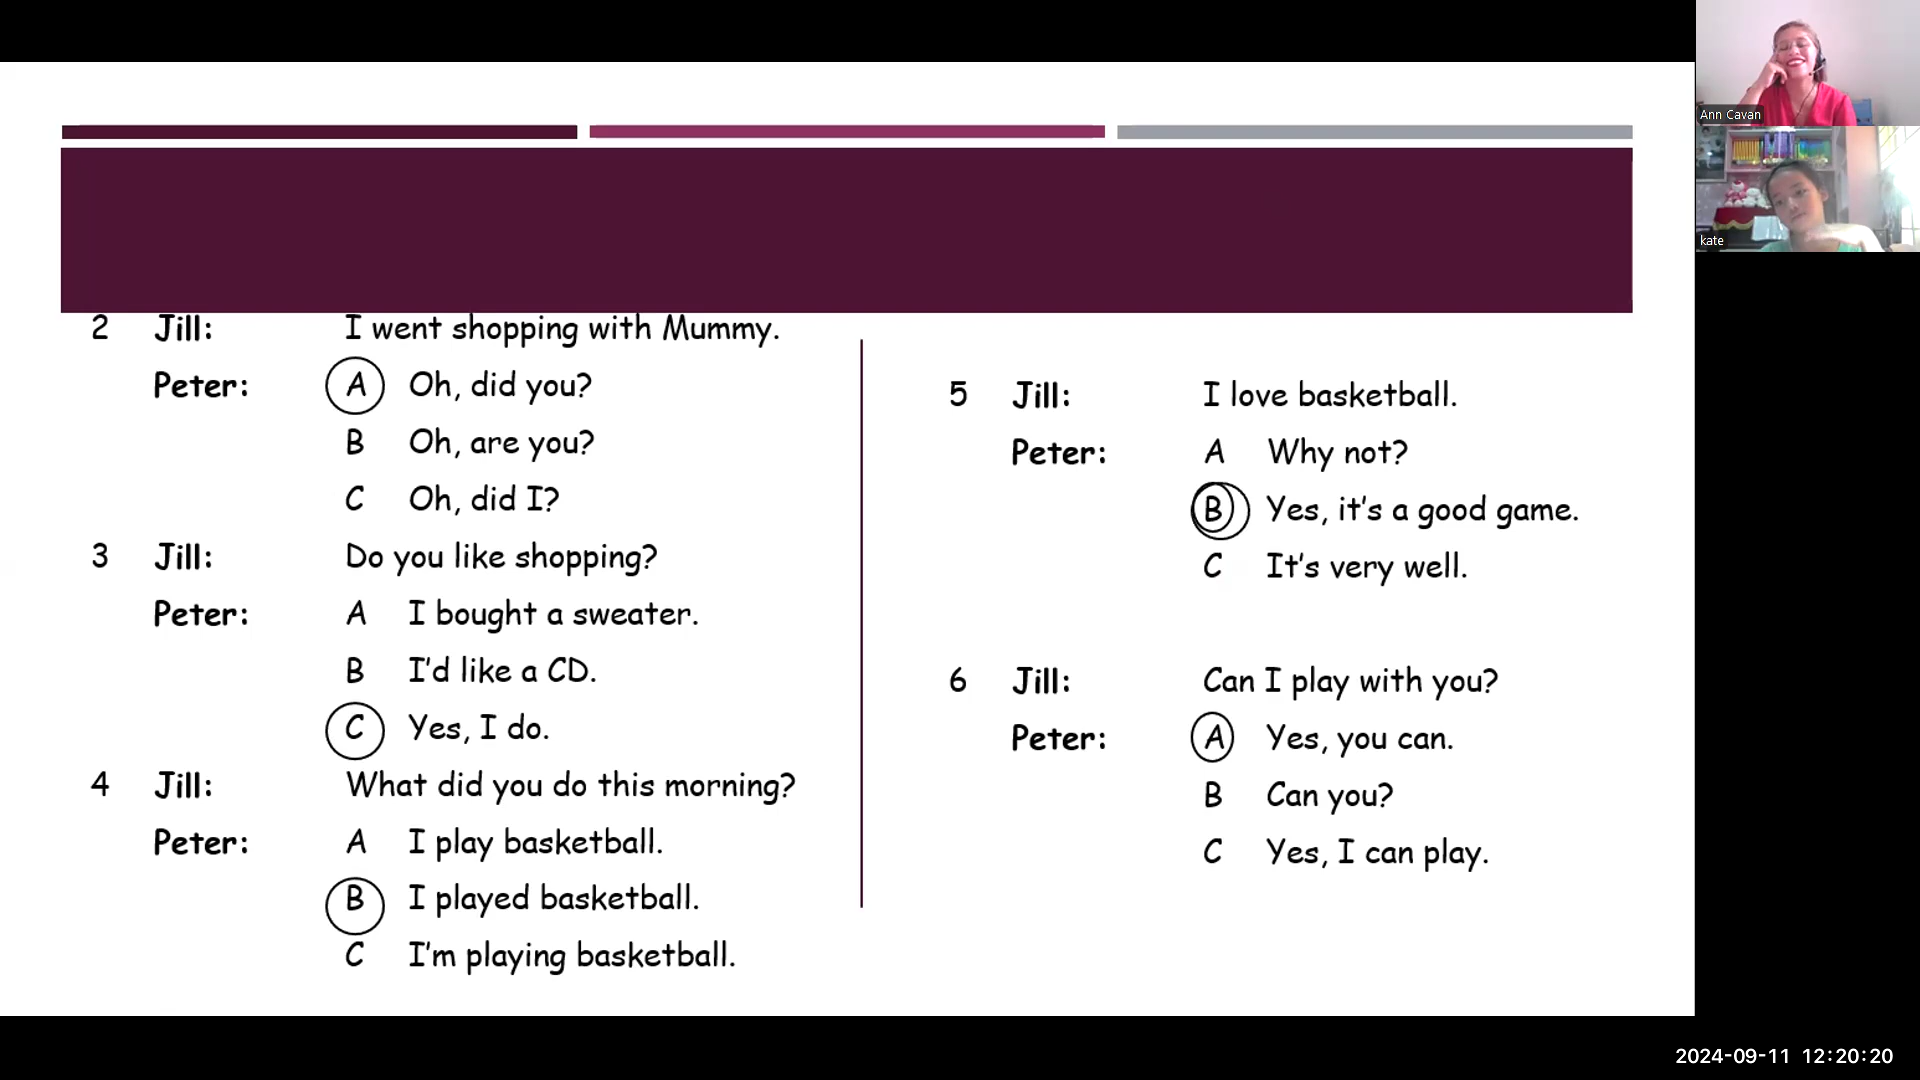 2 Jill: I went shopping with Mummy.
Peter: A Oh, did you?
B Oh, are you?
C Oh, did I?
3 Jill: Do you like shopping?
Peter: A I bought a sweater.
B I'd like a CD.
C Yes, I do.
4 Jill: What did you do this morning?
Peter: A I play basketball.
B I played basketball.
C I'm playing basketball.
5 Jill: I love basketball.
Peter: A Why not?
B Yes, it's a good game.
C It's very well.
6 Jill: Can I play with you?
Peter: A Yes, you can.
B Can you?
C Yes, I can play.
Ann Cavan
kate
2024-09-11 12:20:20